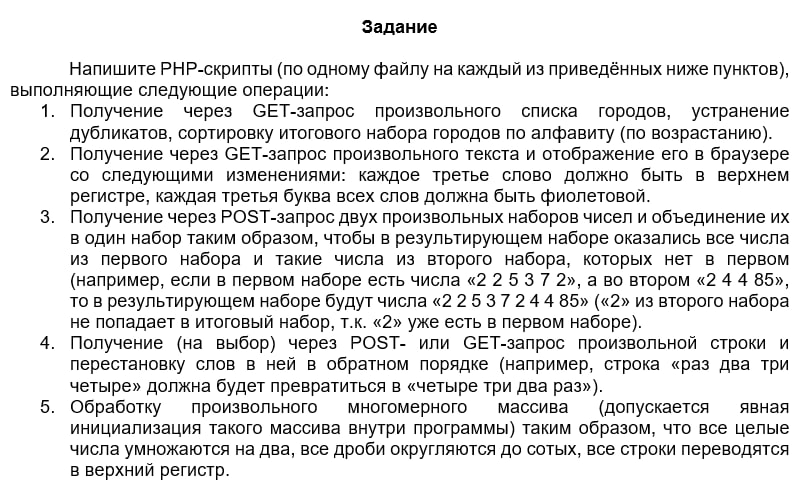 Задание
Напишите PHP-скрипты (по одному файлу на каждый из приведённых ниже пунктов),
выполняющие следующие операции:
1. Получение через GET-запрос произвольного списка городов, устранение
дубликатов, сортировку итогового набора городов по алфавиту (по возрастанию).
2. Получение через GET-запрос произвольного текста и отображение его в браузере
со следующими изменениями: каждое третье слово должно быть в верхнем
регистре, каждая третья буква всех слов должна быть фиолетовой.
3. Получение через POST-запрос двух произвольных наборов чисел и объединение их
в один набор таким образом, чтобы в результирующем наборе оказались все числа
из первого набора и такие числа из второго набора, которых нет в первом
(например, если в первом наборе есть числа «2 2 5 3 7 2», а во втором «2 4 4 85»,
то в результирующем наборе будут числа «2 2 5 3 7 2 4 4 85» («2» из второго набора
не попадает в итоговый набор, т.к. «2» уже есть в первом наборе).
4. Получение (на выбор) через POST- или GET-запрос произвольной строки и
перестановку слов в ней в обратном порядке (например, строка «раз два три
четыре» должна будет превратиться в «четыре три два раз»).
5. Обработку произвольного многомерного массива (допускается явная
инициализация такого массива внутри программы) таким образом, что все целые
числа умножаются на два, все дроби округляются до сотых, все строки переводятся
в верхний регистр.